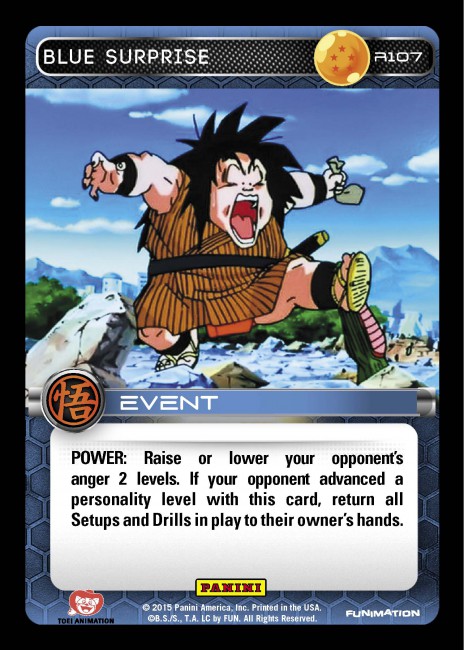 BLUE SURPRISE
R107
悟
EVENT
POWER: Raise or lower your opponent's
anger 2 levels. If your opponent advanced a
personality level with this card, return all
Setups and Drills in play to their owner's hands.
PANINI
© 2015 Panini America, Inc. Printed in the USA.
©B.S./S., T.A. LC by FUN. All Rights Reserved.
TOEI ANIMATION
FUNIMATION